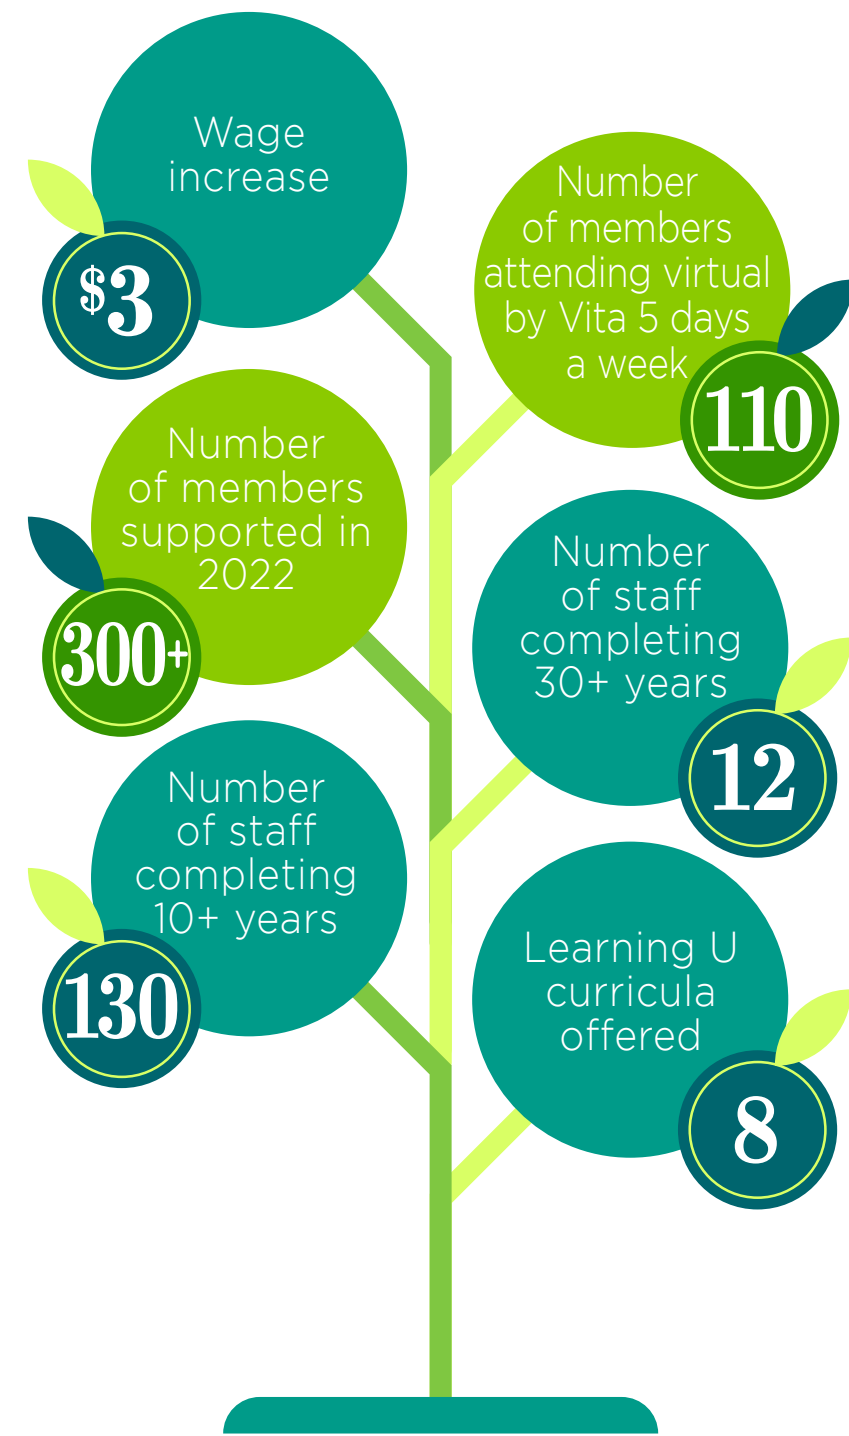 Wage
increase
$3
Number
of members
attending virtual
by Vita 5 days
a week
110
Number
of members
supported in
2022
300+
Number
of staff
completing
30+ years
12
Number
of staff
completing
10+ years
130
Learning U
curricula
offered
8